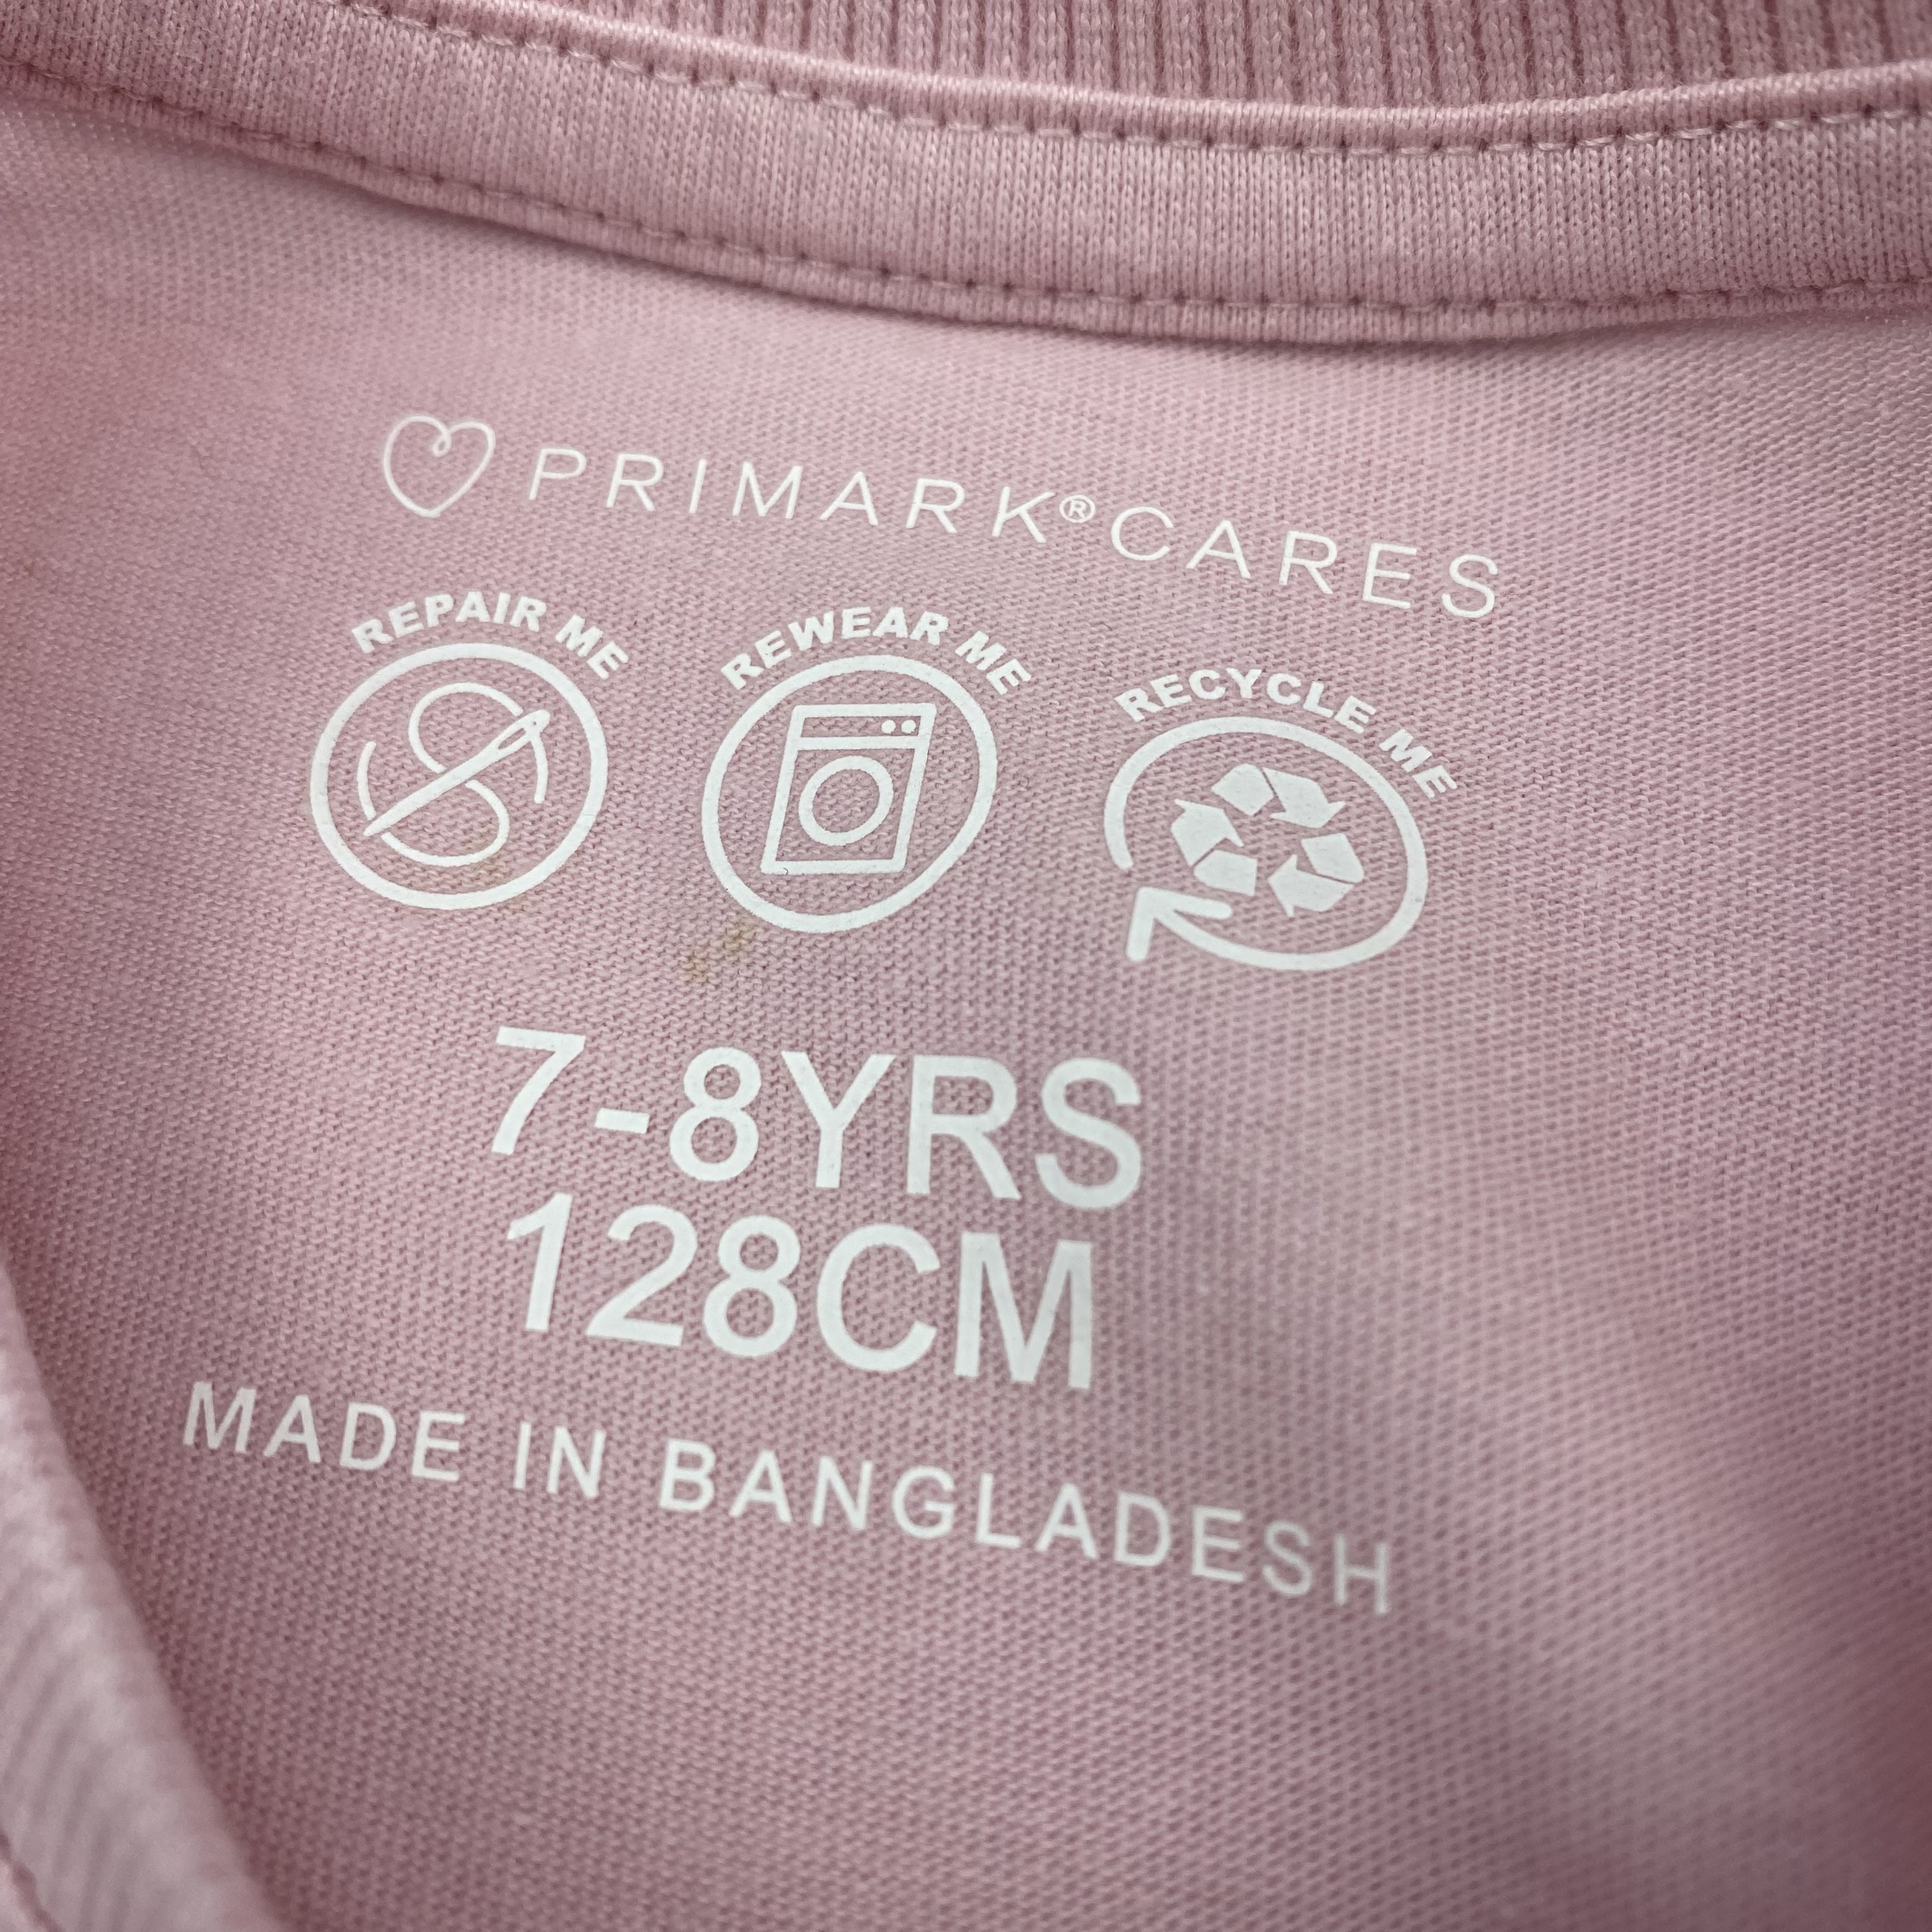 PRIMARK® CARES
REPAIR ME
REWEAR ME
RECYCLE ME
7-8YRS
128CM
MADE IN BANGLADESH